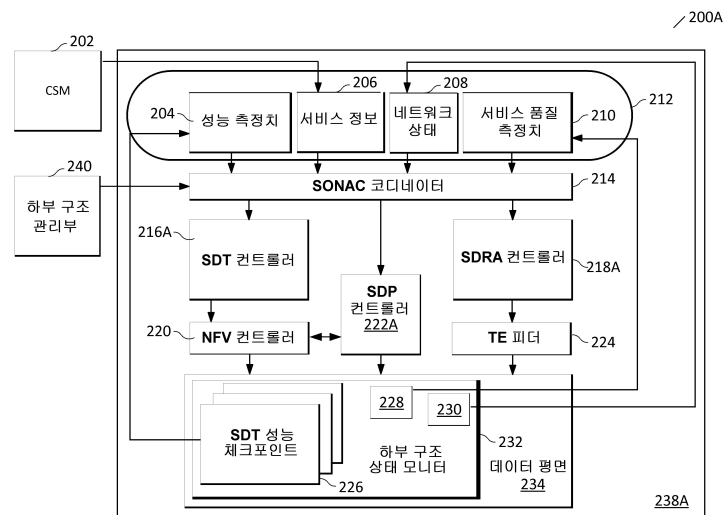 200A
202
CSM
206
208
212
204
성능 측정치
서비스 정보
네트워크
상태
서비스 품질
측정치
210
240
하부 구조
관리부
SONAC 코디네이터
214
216A
SDT 컨트롤러
SDP
컨트롤러
222A
SDRA 컨트롤러
218A
220
NFV 컨트롤러
TE 피더
224
228
230
SDT 성능
체크포인트
226
하부 구조
상태 모니터
232
데이터 평면
234
238A